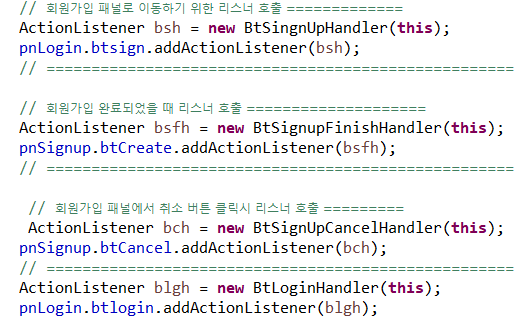 // 회원가입 패널로 이동하기 위한 리스너 호출 =============
ActionListener bsh = new BtSingnUpHandler(this);
pnLogin.btsign.addActionListener(bsh);
// ====================================================
// 회원가입 완료되었을 때 리스너 호출 ====================
ActionListener bsfh = new BtSignupFinishHandler(this);
pnSignup.btCreate.addActionListener(bsfh);
// ====================================================
// 회원가입 패널에서 취소 버튼 클릭시 리스너 호출 =========
ActionListener bch = new BtSignUpCancelHandler(this);
pnSignup.btCancel.addActionListener(bch);
// ====================================================
ActionListener blgh = new BtLoginHandler(this);
pnLogin.btlogin.addActionListener(blgh);